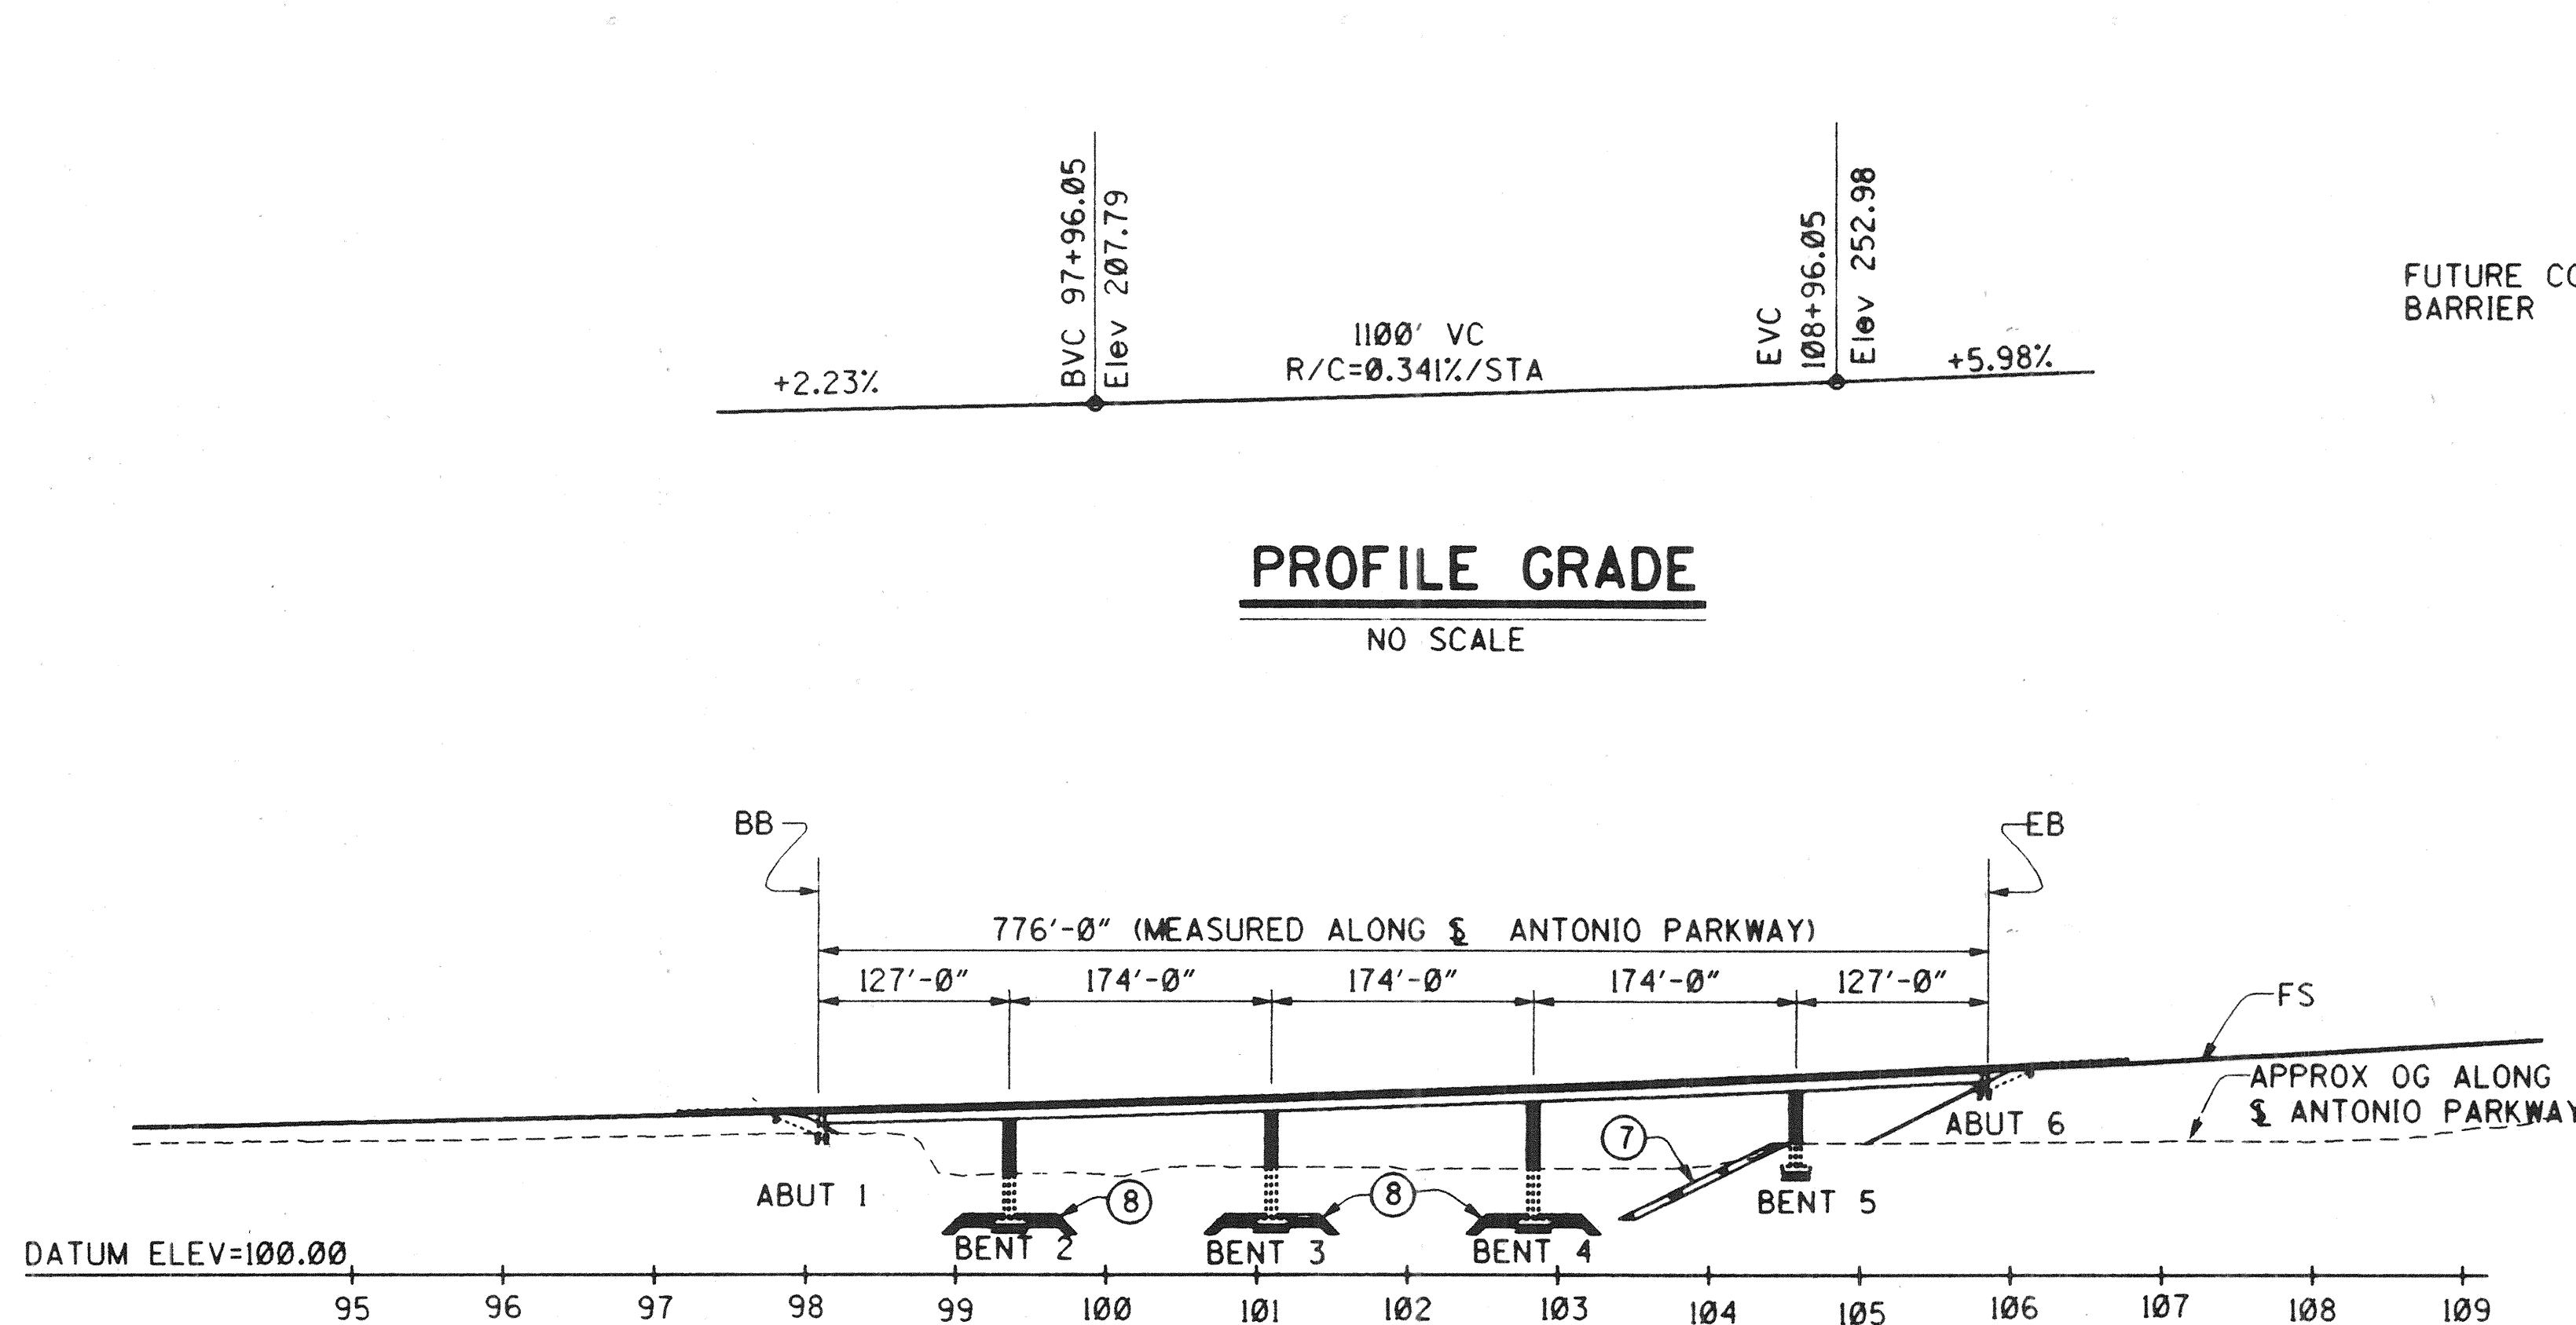 BVC 97+96.05
Elev 207.79
EVC
108+96.05
Elev 252.98
FUTURE
BARRIER
1100' VC
R/C=0.341%/STA
+2.23%
+5.98%
PROFILE GRADE
NO SCALE
BB
EB
776'-0" (MEASURED ALONG ℄ ANTONIO PARKWAY)
127'-0"
174'-0"
174'-0"
174'-0"
127'-0"
FS
APPROX OG ALONG
℄ ANTONIO PARKWAY
ABUT 6
7
ABUT 1
8
8
BENT 5
BENT 2
BENT 3
BENT 4
DATUM ELEV=100.00
95 96 97 98 99 100 101 102 103 104 105 106 107 108 109